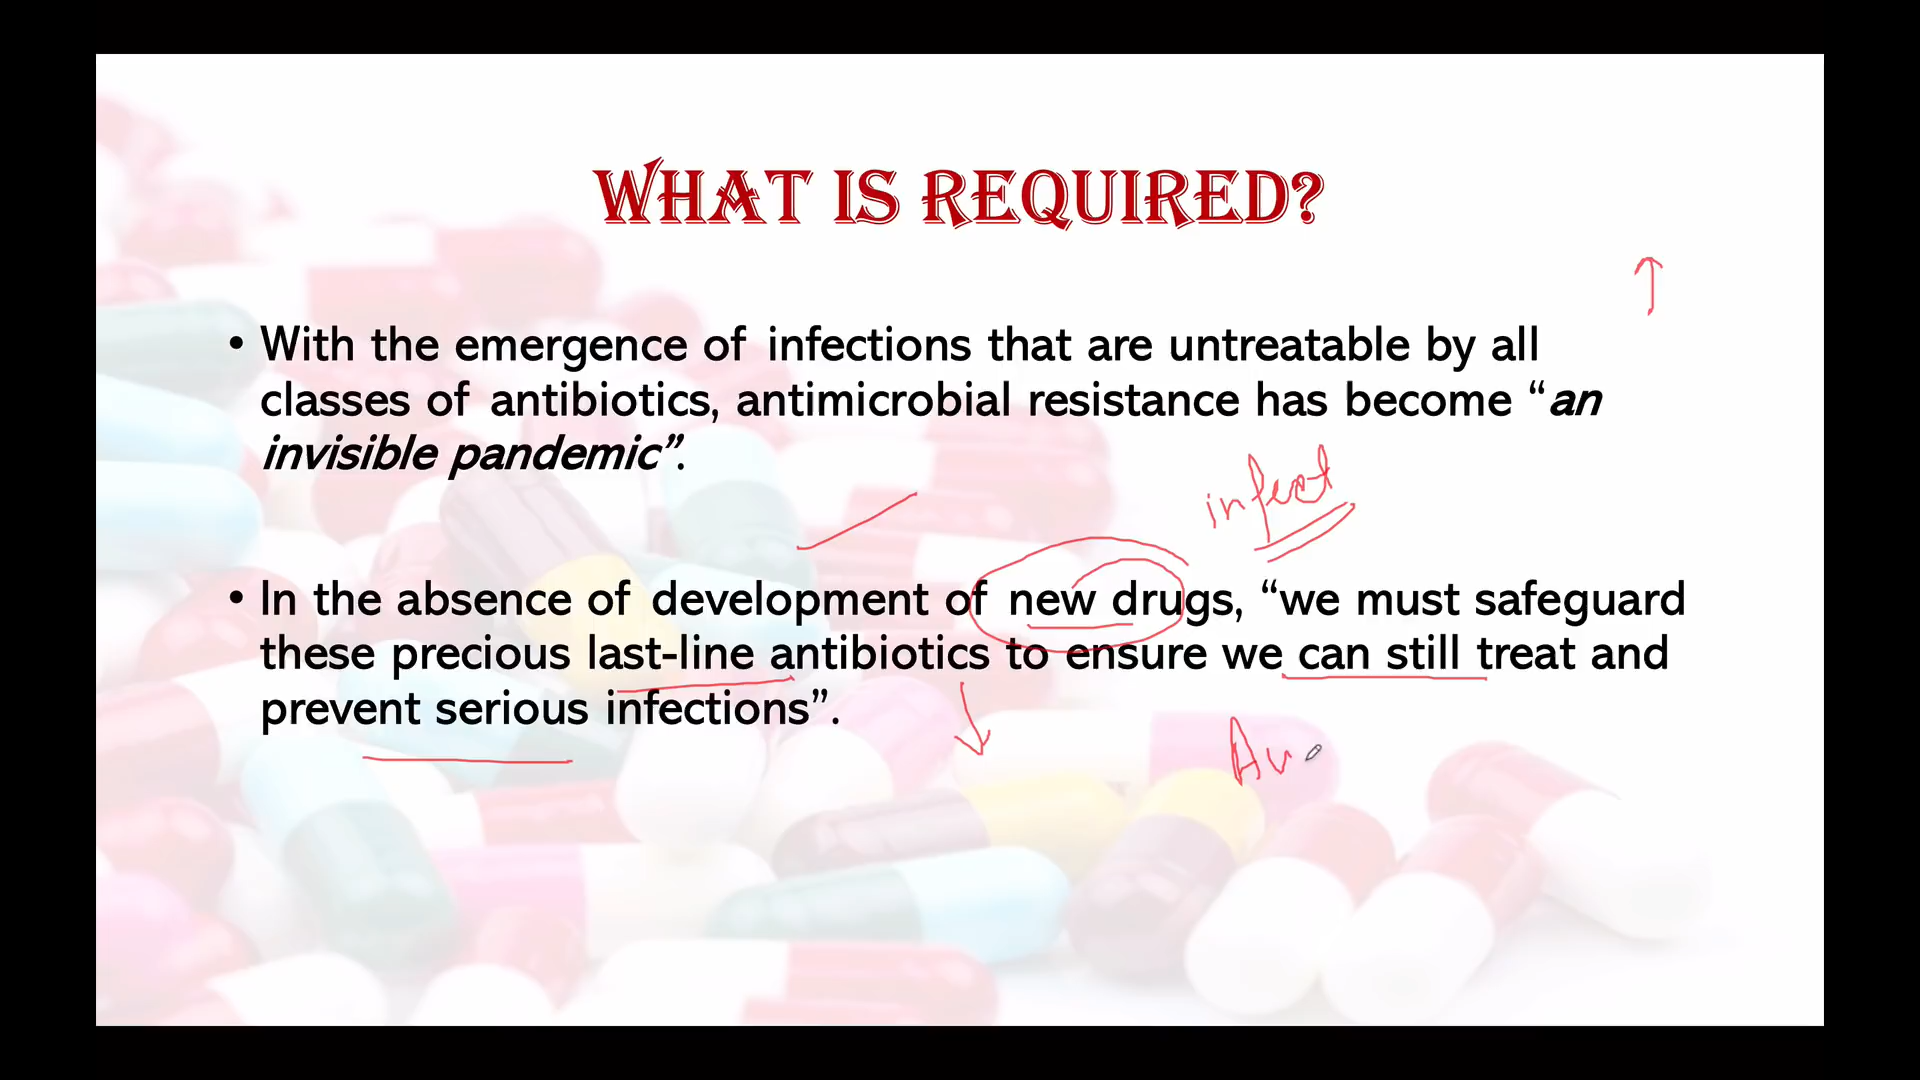 WHAT IS REQUIRED?
• With the emergence of infections that are untreatable by all
classes of antibiotics, antimicrobial resistance has become “an
invisible pandemic”.
infect
• In the absence of development of new drugs, “we must safeguard
these precious last-line antibiotics to ensure we can still treat and
prevent serious infections”.